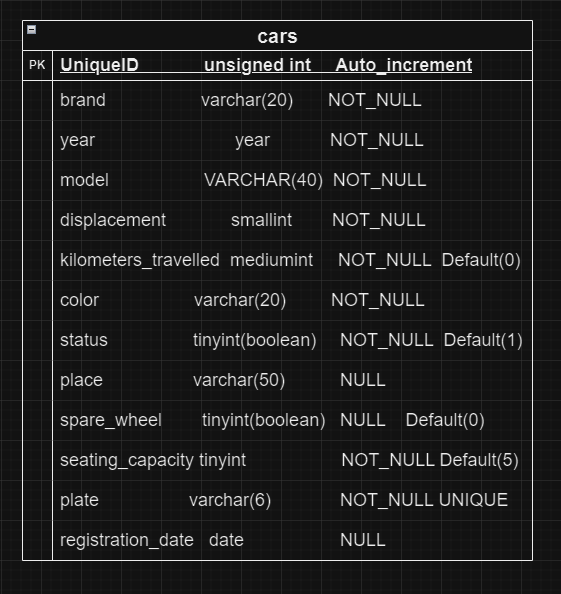 cars
PK UniqueID unsigned int Auto_increment
brand varchar(20) NOT_NULL
year year NOT_NULL
model VARCHAR(40) NOT_NULL
displacement smallint NOT_NULL
kilometers_travelled mediumint NOT_NULL Default(0)
color varchar(20) NOT_NULL
status tinyint(boolean) NOT_NULL Default(1)
place varchar(50) NULL
spare_wheel tinyint(boolean) NULL Default(0)
seating_capacity tinyint NOT_NULL Default(5)
plate varchar(6) NOT_NULL UNIQUE
registration_date date NULL